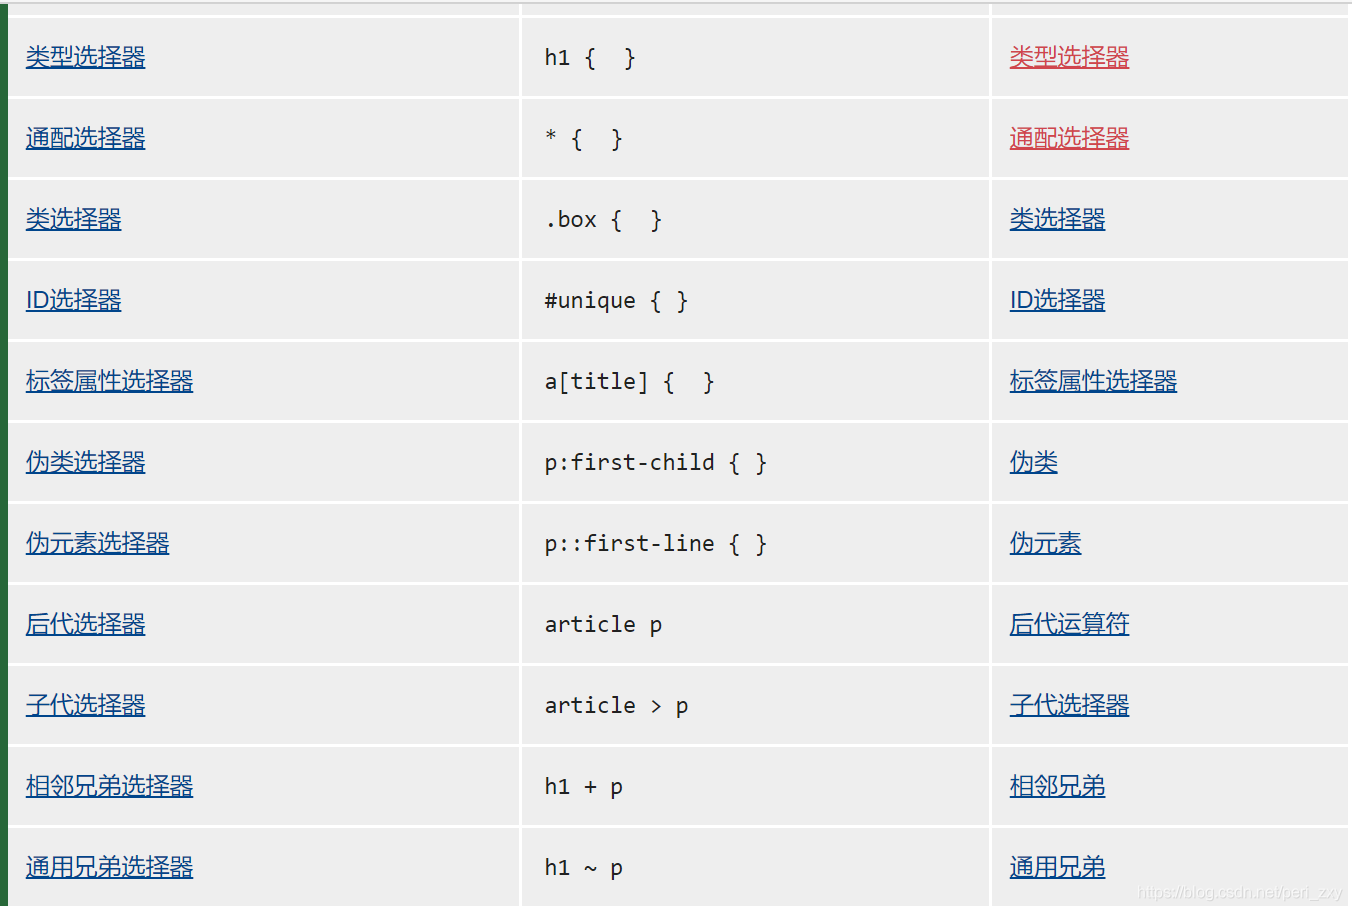 类型选择器 h1 {  } 类型选择器
通配选择器 * {  } 通配选择器
类选择器 .box {  } 类选择器
ID选择器 #unique { } ID选择器
标签属性选择器 a[title] {  } 标签属性选择器
伪类选择器 p:first-child { } 伪类
伪元素选择器 p::first-line { } 伪元素
后代选择器 article p 后代运算符
子代选择器 article > p 子代选择器
相邻兄弟选择器 h1 + p 相邻兄弟
通用兄弟选择器 h1 ~ p 通用兄弟
https://blog.csdn.net/peri_zxy